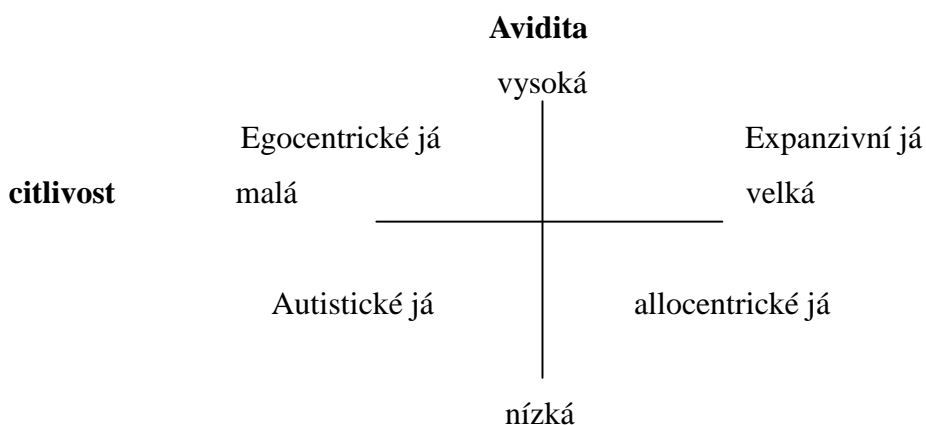 Avidita
vysoká
Egocentrické já Expanzivní já
citlivost malá velká
Autistické já allocentrické já
nízká